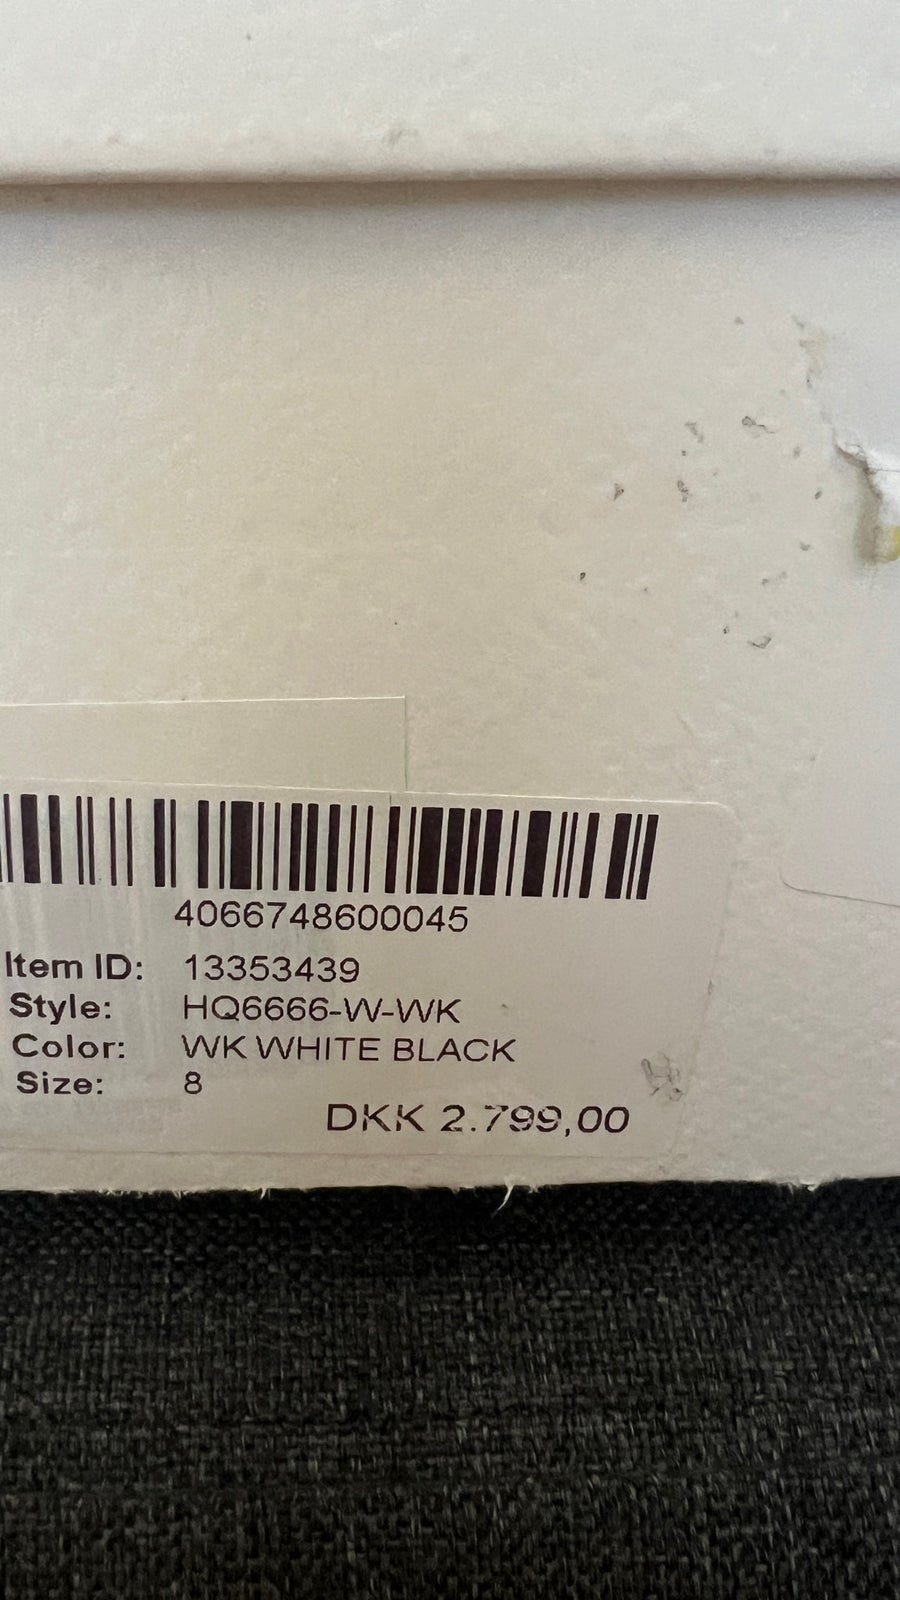 4066748600045
Item ID: 13353439
Style: HQ6666-W-WK
Color: WK WHITE BLACK
Size: 8
DKK 2.799,00